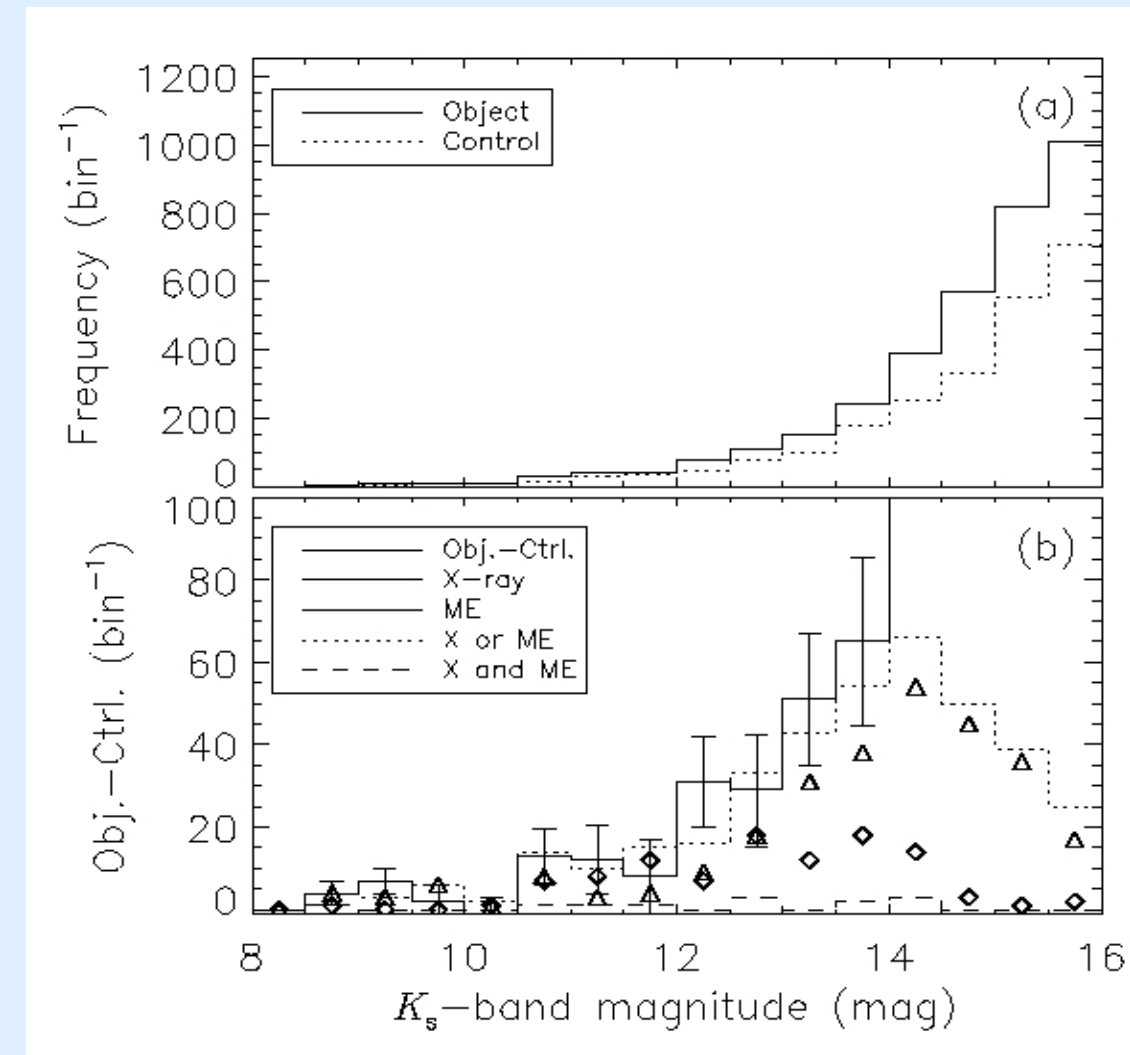 1200
1000
800
600
400
200
0
Frequency (bin⁻¹)
Object
Control
(a)
100
80
60
40
20
0
Obj.−Ctrl. (bin⁻¹)
Obj.−Ctrl.
X−ray
ME
X or ME
X and ME
(b)
8 10 12 14 16
Kₛ−band magnitude (mag)